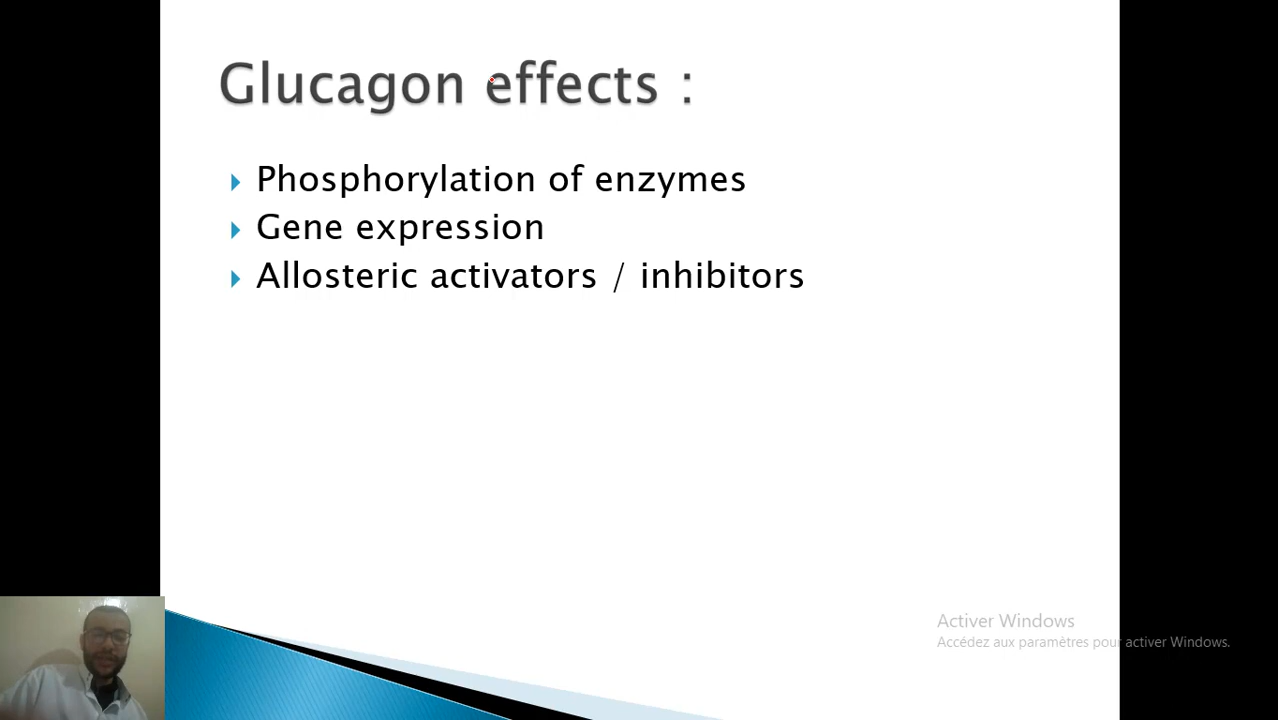 Glucagon effects :
Phosphorylation of enzymes
Gene expression
Allosteric activators / inhibitors
Activer Windows
Accédez aux paramètres pour activer Windows.